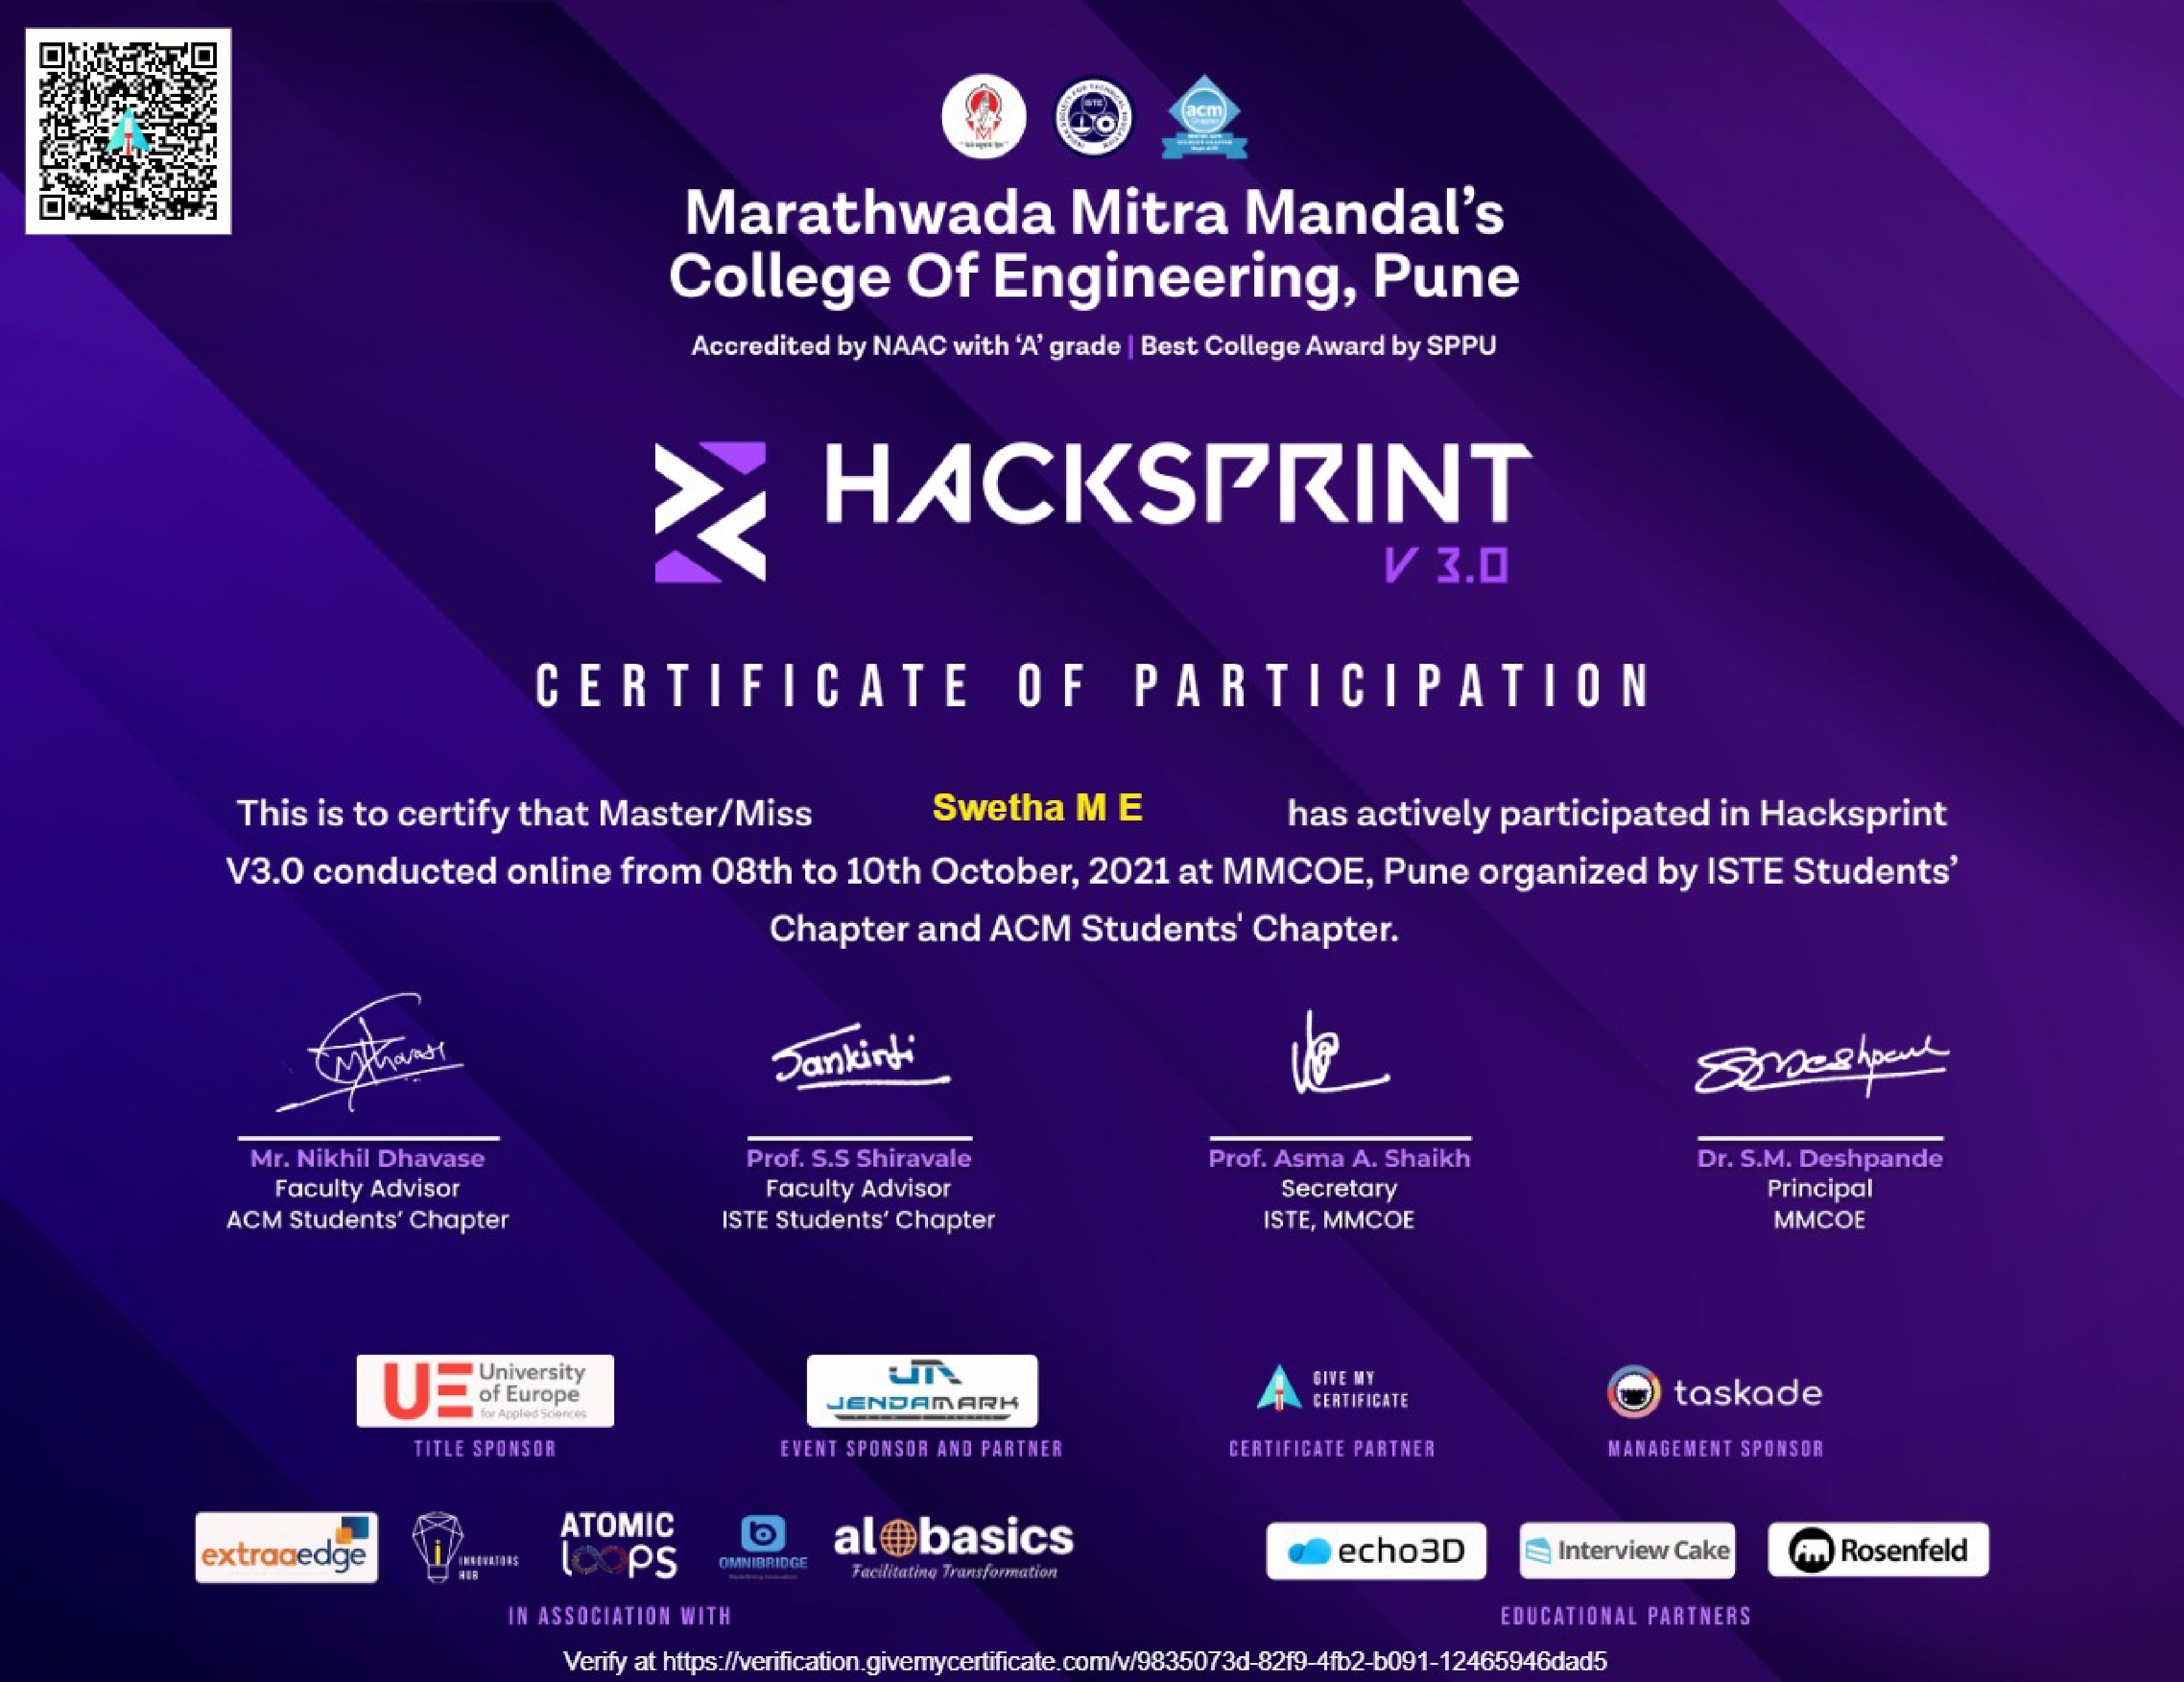 Marathwada Mitra Mandal's
College Of Engineering, Pune
Accredited by NAAC with 'A' grade | Best College Award by SPPU
HACKSPRINT
V 3.0
CERTIFICATE OF PARTICIPATION
This is to certify that Master/Miss Swetha M E has actively participated in Hacksprint
V3.0 conducted online from 08th to 10th October, 2021 at MMCOE, Pune organized by ISTE Students’
Chapter and ACM Students' Chapter.
Mr. Nikhil Dhavase
Faculty Advisor
ACM Students’ Chapter
Prof. S.S Shiravale
Faculty Advisor
ISTE Students’ Chapter
Prof. Asma A. Shaikh
Secretary
ISTE, MMCOE
Dr. S.M. Deshpande
Principal
MMCOE
UE University
of Europe
for Applied Sciences
TITLE SPONSOR
JENDAMARK
EVENT SPONSOR AND PARTNER
GIVE MY
CERTIFICATE
CERTIFICATE PARTNER
taskade
MANAGEMENT SPONSOR
extraaedge
INNOVATORS
HUB
ATOMIC
loops
OMNIBRIDGE
alobasics
Facilitating Transformation
IN ASSOCIATION WITH
echo3D
Interview Cake
Rosenfeld
EDUCATIONAL PARTNERS
Verify at https://verification.givemycertificate.com/v/9835073d-82f9-4fb2-b091-12465946dad5